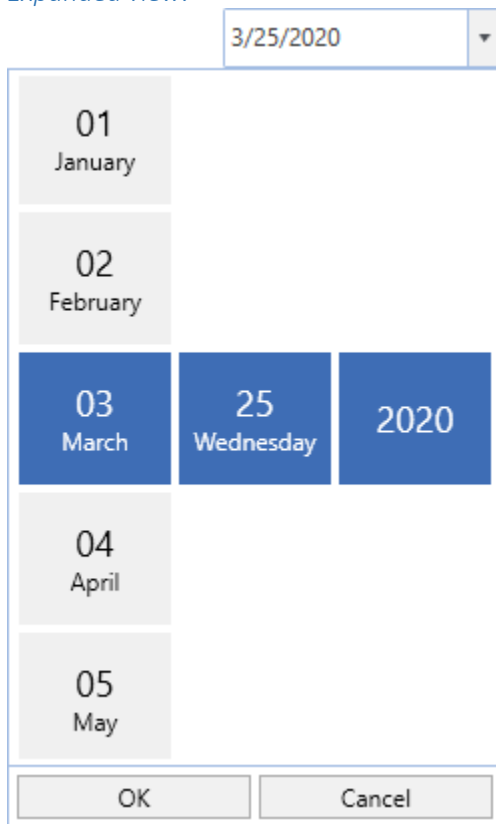 Expanded view:
3/25/2020
01
January
02
February
03
March
25
Wednesday
2020
04
April
05
May
OK
Cancel